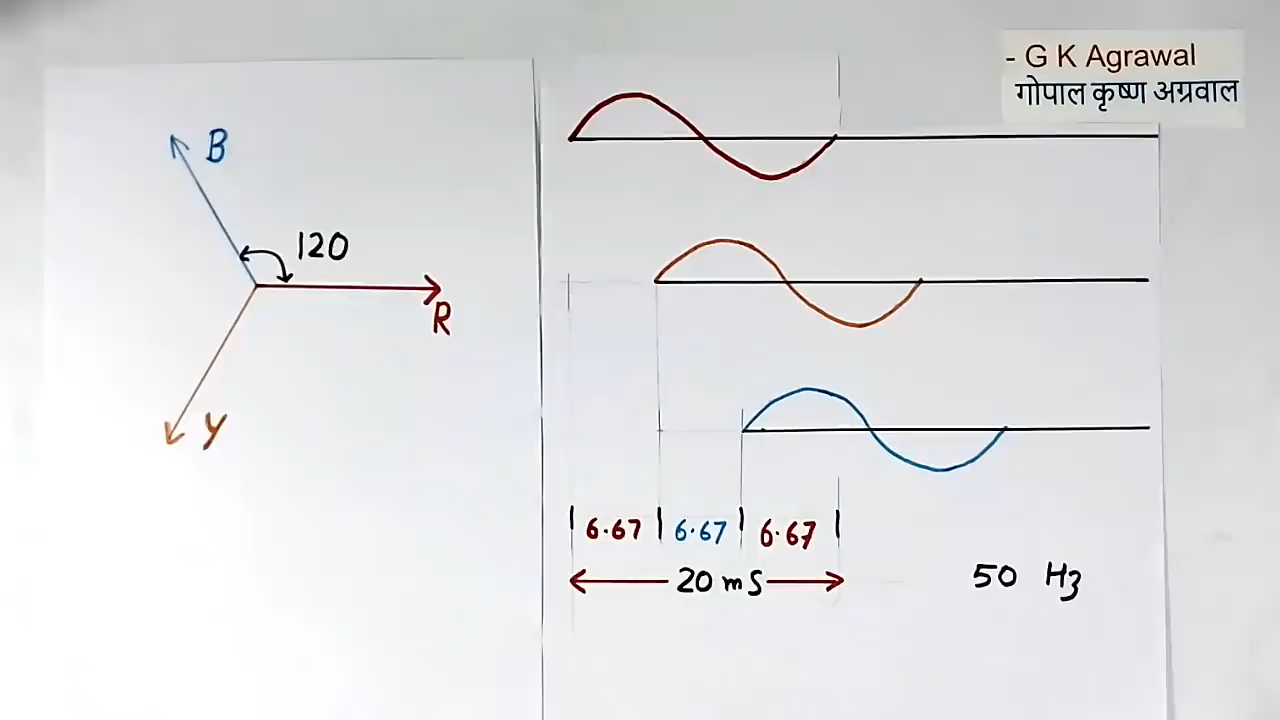 - G K Agrawal
गोपाल कृष्ण अग्रवाल
B
120
R
Y
6.67 6.67 6.67
20 mS
50 Hz